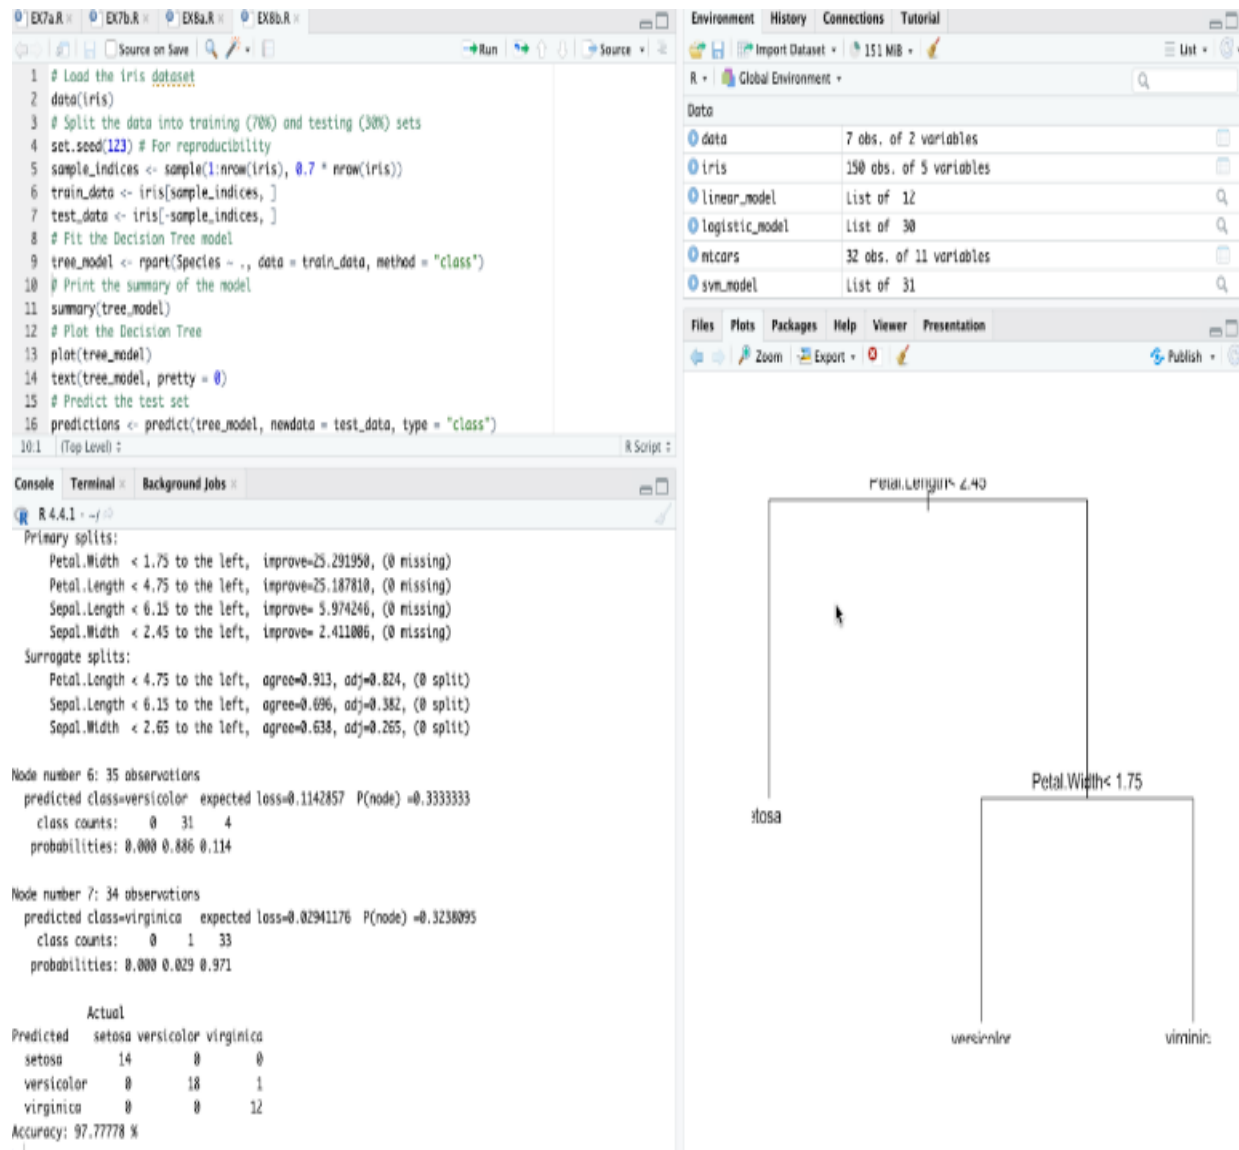 EX7a.R × EX7b.R × EX8a.R × EX8b.R ×
Source on Save Run Source
1 # Load the iris dataset
2 data(iris)
3 # Split the data into training (70%) and testing (30%) sets
4 set.seed(123) # For reproducibility
5 sample_indices <- sample(1:nrow(iris), 0.7 * nrow(iris))
6 train_data <- iris[sample_indices, ]
7 test_data <- iris[-sample_indices, ]
8 # Fit the Decision Tree model
9 tree_model <- rpart(Species ~ ., data = train_data, method = "class")
10 # Print the summary of the model
11 summary(tree_model)
12 # Plot the Decision Tree
13 plot(tree_model)
14 text(tree_model, pretty = 0)
15 # Predict the test set
16 predictions <- predict(tree_model, newdata = test_data, type = "class")
10:1 (Top Level) R Script
Console Terminal × Background Jobs ×
R 4.4.1 · ~/
Primary splits:
Petal.Width < 1.75 to the left, improve=25.291950, (0 missing)
Petal.Length < 4.75 to the left, improve=25.187810, (0 missing)
Sepal.Length < 6.15 to the left, improve= 5.974246, (0 missing)
Sepal.Width < 2.45 to the left, improve= 2.411006, (0 missing)
Surrogate splits:
Petal.Length < 4.75 to the left, agree=0.913, adj=0.824, (0 split)
Sepal.Length < 6.15 to the left, agree=0.696, adj=0.382, (0 split)
Sepal.Width < 2.65 to the left, agree=0.638, adj=0.265, (0 split)
Node number 6: 35 observations
predicted class=versicolor expected loss=0.1142857 P(node) =0.3333333
class counts: 0 31 4
probabilities: 0.000 0.886 0.114
Node number 7: 34 observations
predicted class=virginica expected loss=0.02941176 P(node) =0.3238095
class counts: 0 1 33
probabilities: 0.000 0.029 0.971
Actual
Predicted setosa versicolor virginica
setosa 14 0 0
versicolor 0 18 1
virginica 0 0 12
Accuracy: 97.77778 %
Environment History Connections Tutorial
Import Dataset 151 MiB List
R Global Environment
Data
data 7 obs. of 2 variables
iris 150 obs. of 5 variables
linear_model List of 12
logistic_model List of 30
mtcars 32 obs. of 11 variables
svm_model List of 31
Files Plots Packages Help Viewer Presentation
Zoom Export Publish
Petal.Length< 2.45
Petal.Width< 1.75
etosa
versicolor virginic